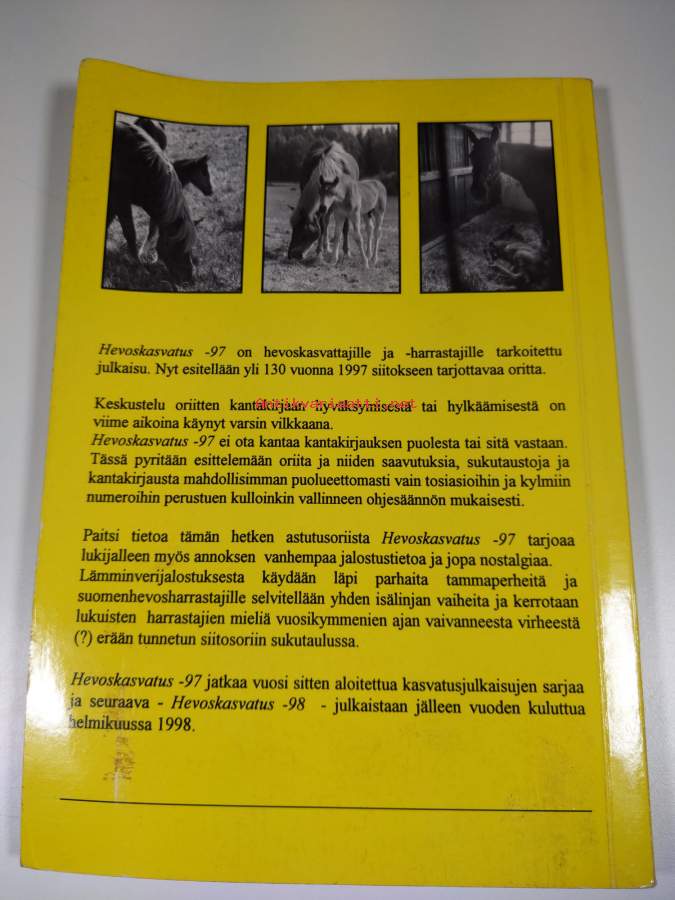 Hevoskasvatus -97 on hevoskasvattajille ja -harrastajille tarkoitettu
julkaisu. Nyt esitellään yli 130 vuonna 1997 siitokseen tarjottavaa oritta.
Antikvariaatti.net
Keskustelu oriitten kantakirjaan hyväksymisestä tai hylkäämisestä on
viime aikoina käynyt varsin vilkkaana.
Hevoskasvatus -97 ei ota kantaa kantakirjauksen puolesta tai sitä vastaan.
Tässä pyritään esittelemään oriita ja niiden saavutuksia, sukutaustoja ja
kantakirjausta mahdollisimman puolueettomasti vain tosiasioihin ja kylmiin
numeroihin perustuen kulloinkin vallinneen ohjesäännön mukaisesti.
Paitsi tietoa tämän hetken astutusoriista Hevoskasvatus -97 tarjoaa
lukijalleen myös annoksen vanhempaa jalostustietoa ja jopa nostalgiaa.
Lämminverijalostuksesta käydään läpi parhaita tammaperheitä ja
suomenhevosharrastajille selvitellään yhden isälinjan vaiheita ja kerrotaan
lukuisten harrastajien mieliä vuosikymmenien ajan vaivanneesta virheestä
(?) erään tunnetun siitosoriin sukutaulussa.
Hevoskasvatus -97 jatkaa vuosi sitten aloitettua kasvatusjulkaisujen sarjaa
ja seuraava - Hevoskasvatus -98 - julkaistaan jälleen vuoden kuluttua
helmikuussa 1998.